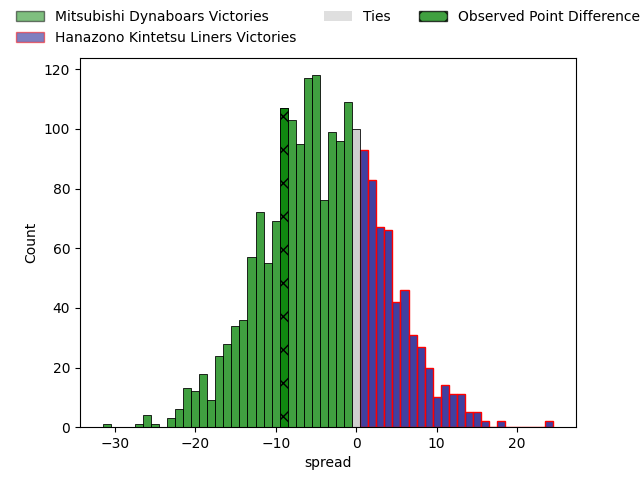 Mitsubishi Dynaboars Victories
Ties
Observed Point Difference
Hanazono Kintetsu Liners Victories
120
100
80
60
40
20
0
Count
−30
−20
−10
0
10
20
spread